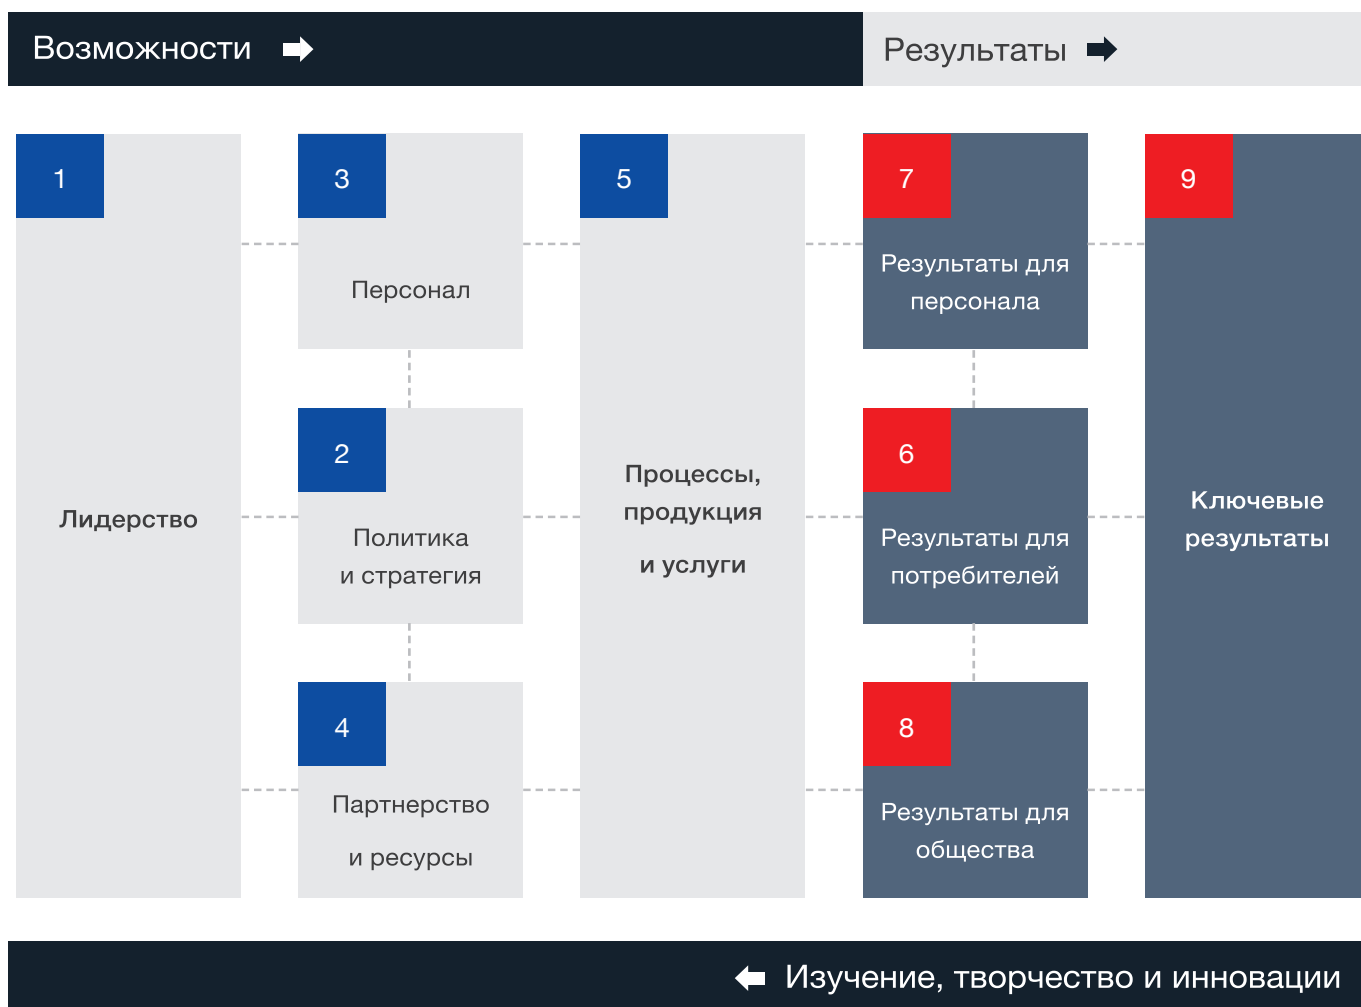 Возможности
Результаты
1
Лидерство
3
Персонал
2
Политика
и стратегия
4
Партнерство
и ресурсы
5
Процессы,
продукция
и услуги
7
Результаты для
персонала
6
Результаты для
потребителей
8
Результаты для
общества
9
Ключевые
результаты
Изучение, творчество и инновации